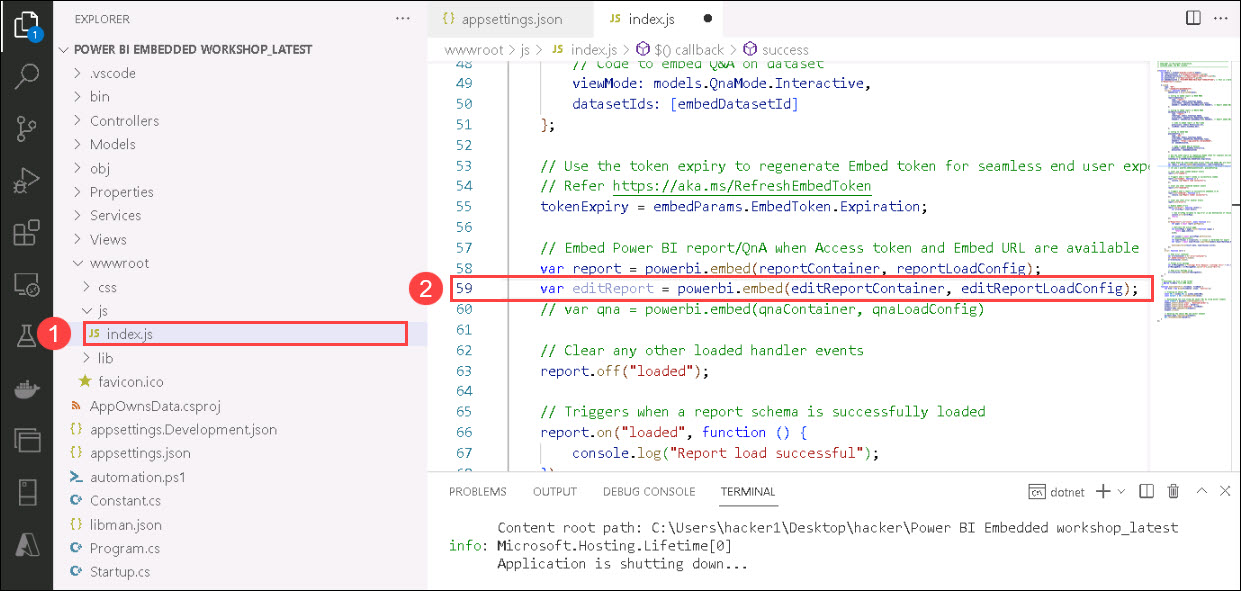 EXPLORER
POWER BI EMBEDDED WORKSHOP_LATEST
.vscode
bin
Controllers
Models
obj
Properties
Services
Views
wwwroot
css
js
JS index.js
lib
favicon.ico
AppOwnsData.csproj
{} appsettings.Development.json
{} appsettings.json
automation.ps1
Constant.cs
{} libman.json
Program.cs
Startup.cs
1
1
2
{} appsettings.json
JS index.js
wwwroot > js > JS index.js > $() callback > success
48 // Code to embed Q&A on dataset
49 viewMode: models.QnaMode.Interactive,
50 datasetIds: [embedDatasetId]
51 };
52
53 // Use the token expiry to regenerate Embed token for seamless end user exp
54 // Refer https://aka.ms/RefreshEmbedToken
55 tokenExpiry = embedParams.EmbedToken.Expiration;
56
57 // Embed Power BI report/QnA when Access token and Embed URL are available
58 var report = powerbi.embed(reportContainer, reportLoadConfig);
59 var editReport = powerbi.embed(editReportContainer, editReportLoadConfig);
60 // var qna = powerbi.embed(qnaContainer, qnaLoadConfig)
61
62 // Clear any other loaded handler events
63 report.off("loaded");
64
65 // Triggers when a report schema is successfully loaded
66 report.on("loaded", function () {
67 console.log("Report load successful");
68 })
PROBLEMS OUTPUT DEBUG CONSOLE TERMINAL
dotnet
Content root path: C:\Users\hacker1\Desktop\hacker\Power BI Embedded workshop_latest
info: Microsoft.Hosting.Lifetime[0]
Application is shutting down...